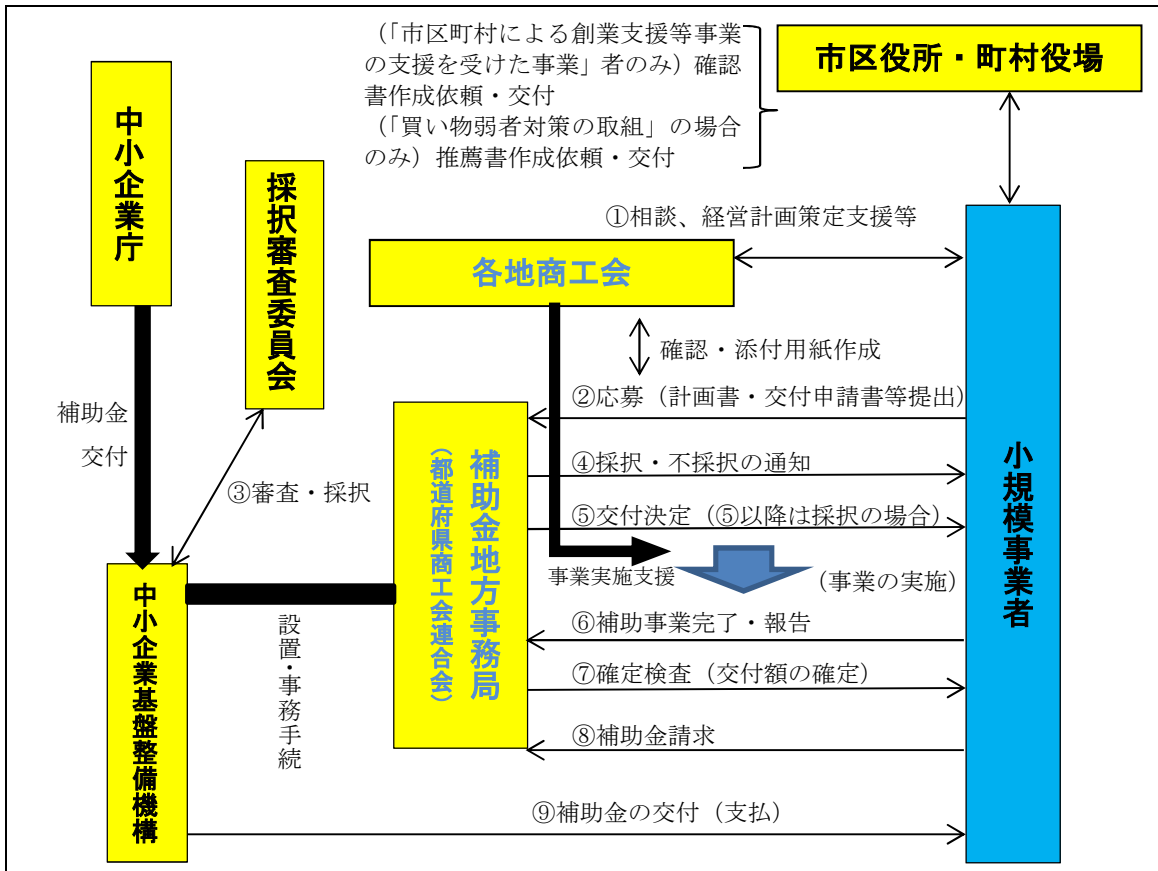 (「市区町村による創業支援等事業
の支援を受けた事業」者のみ)確認
書作成依頼・交付
(「買い物弱者対策の取組」の場合
のみ)推薦書作成依頼・交付
市区役所・町村役場
中小企業庁
採択審査委員会
①相談、経営計画策定支援等
各地商工会
確認・添付用紙作成
②応募(計画書・交付申請書等提出)
補助金
交付
③審査・採択
④採択・不採択の通知
⑤交付決定(⑤以降は採択の場合)
事業実施支援
(事業の実施)
補助金地方事務局
(都道府県商工会連合会)
小規模事業者
中小企業基盤整備機構
設置・事務手続
⑥補助事業完了・報告
⑦確定検査(交付額の確定)
⑧補助金請求
⑨補助金の交付(支払)